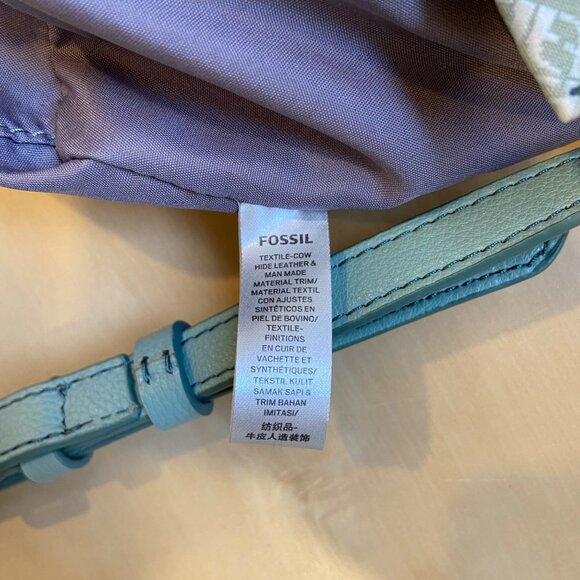 FOSSIL
TEXTILE-COW
HIDE LEATHER &
MAN MADE
MATERIAL TRIM/
MATERIAL TEXTIL
CON AJUSTES
SINTÉTICOS EN
PIEL DE BOVINO/
TEXTILE-
FINITIONS
EN CUIR DE
VACHETTE ET
SYNTHÉTIQUES/
TEKSTIL KULIT
SAMAK SAPI &
TRIM BAHAN
IMITASI/
纺织品-
牛皮人造装饰